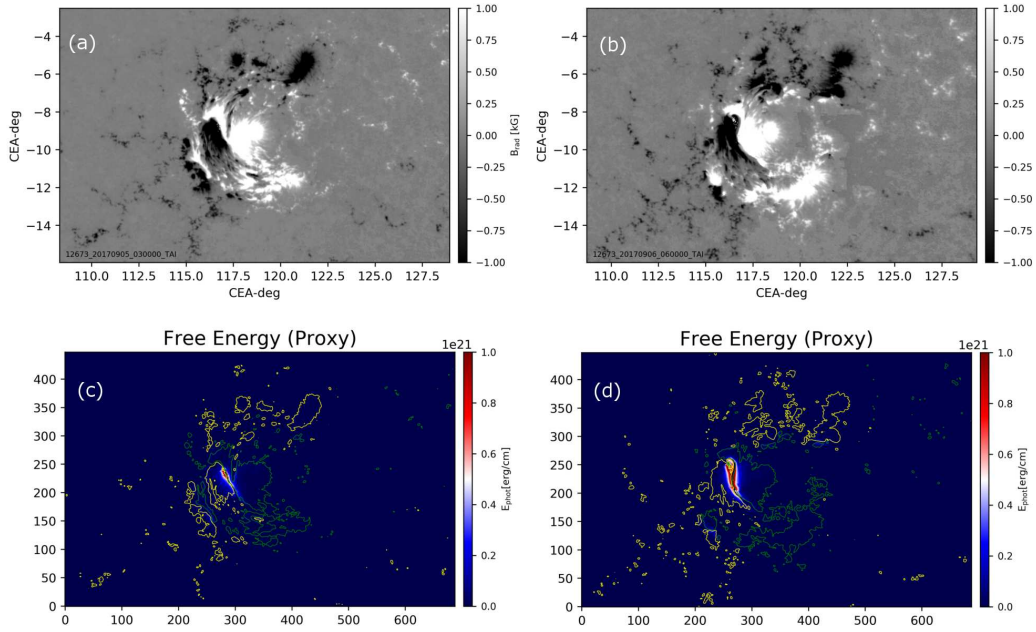 (a)
−4
−6
−8
−10
−12
−14
CEA-deg
110.0 112.5 115.0 117.5 120.0 122.5 125.0 127.5
CEA-deg
12673_20170905_030000_TAI
1.00
0.75
0.50
0.25
0.00
−0.25
−0.50
−0.75
−1.00
B_rad [kG]
(b)
−4
−6
−8
−10
−12
−14
CEA-deg
110.0 112.5 115.0 117.5 120.0 122.5 125.0 127.5
CEA-deg
12673_20170906_060000_TAI
1.00
0.75
0.50
0.25
0.00
−0.25
−0.50
−0.75
−1.00
Free Energy (Proxy)
(c)
400
350
300
250
200
150
100
50
0
0 100 200 300 400 500 600
1e21
1.0
0.8
0.6
0.4
0.2
0.0
E_phot[erg/cm]
Free Energy (Proxy)
(d)
400
350
300
250
200
150
100
50
0
0 100 200 300 400 500 600
1e21
1.0
0.8
0.6
0.4
0.2
0.0
E_phot[erg/cm]